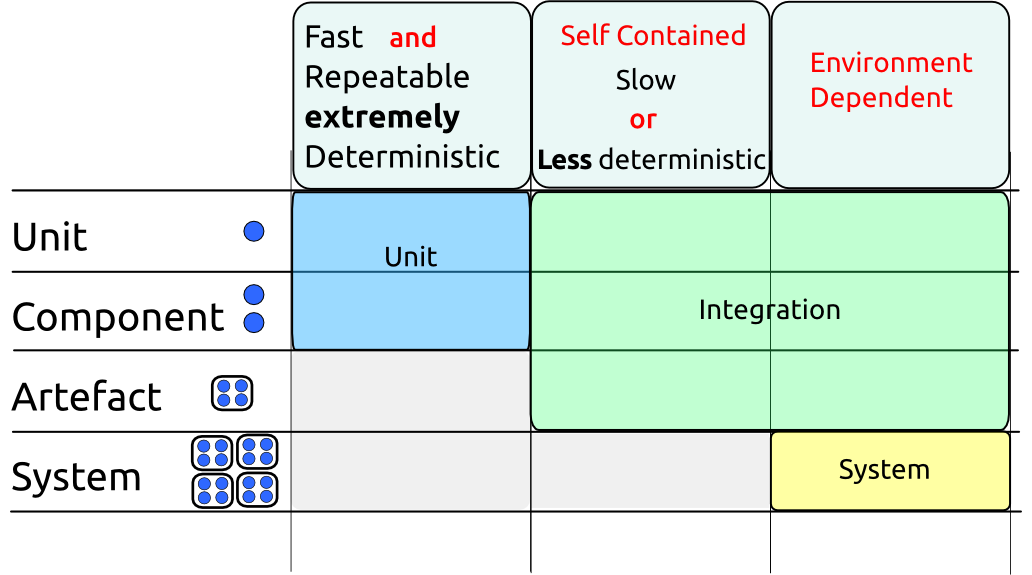 Fast and
Repeatable
extremely
Deterministic
Self Contained
Slow
or
Less deterministic
Environment
Dependent
Unit
Unit
Component
Integration
Artefact
System
System